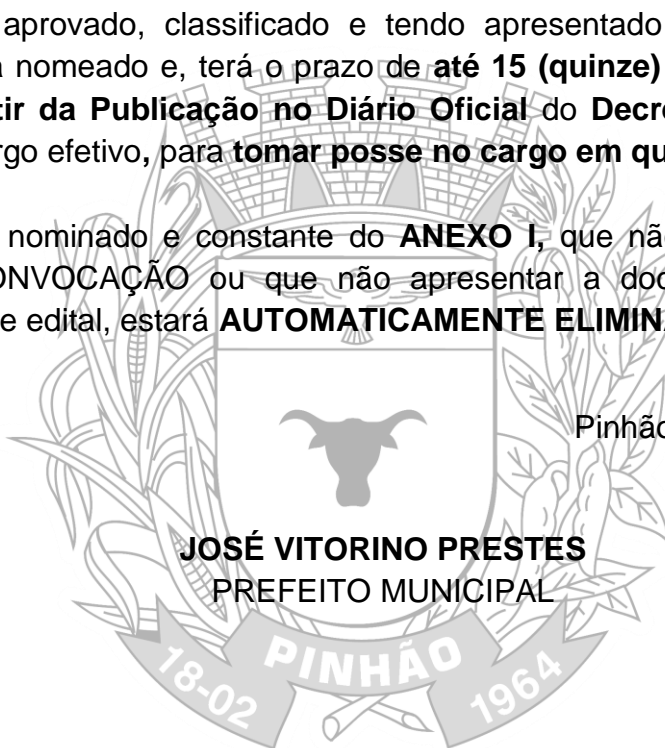 aprovado, classificado e tendo apresentado
nomeado e, terá o prazo de até 15 (quinze)
tir da Publicação no Diário Oficial do Decre
rgo efetivo, para tomar posse no cargo em qu
nominado e constante do ANEXO I, que nã
ONVOCAÇÃO ou que não apresentar a doc
e edital, estará AUTOMATICAMENTE ELIMINA
Pinhão
JOSÉ VITORINO PRESTES
PREFEITO MUNICIPAL
18-02 PINHÃO 1964